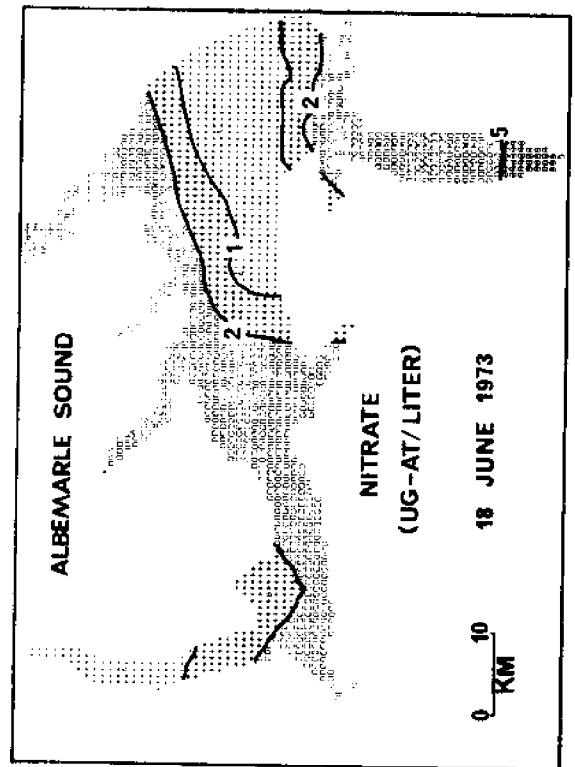 ALBEMARLE SOUND
2
1
2
5
NITRATE
(UG-AT/LITER)
18 JUNE 1973
0 10
KM